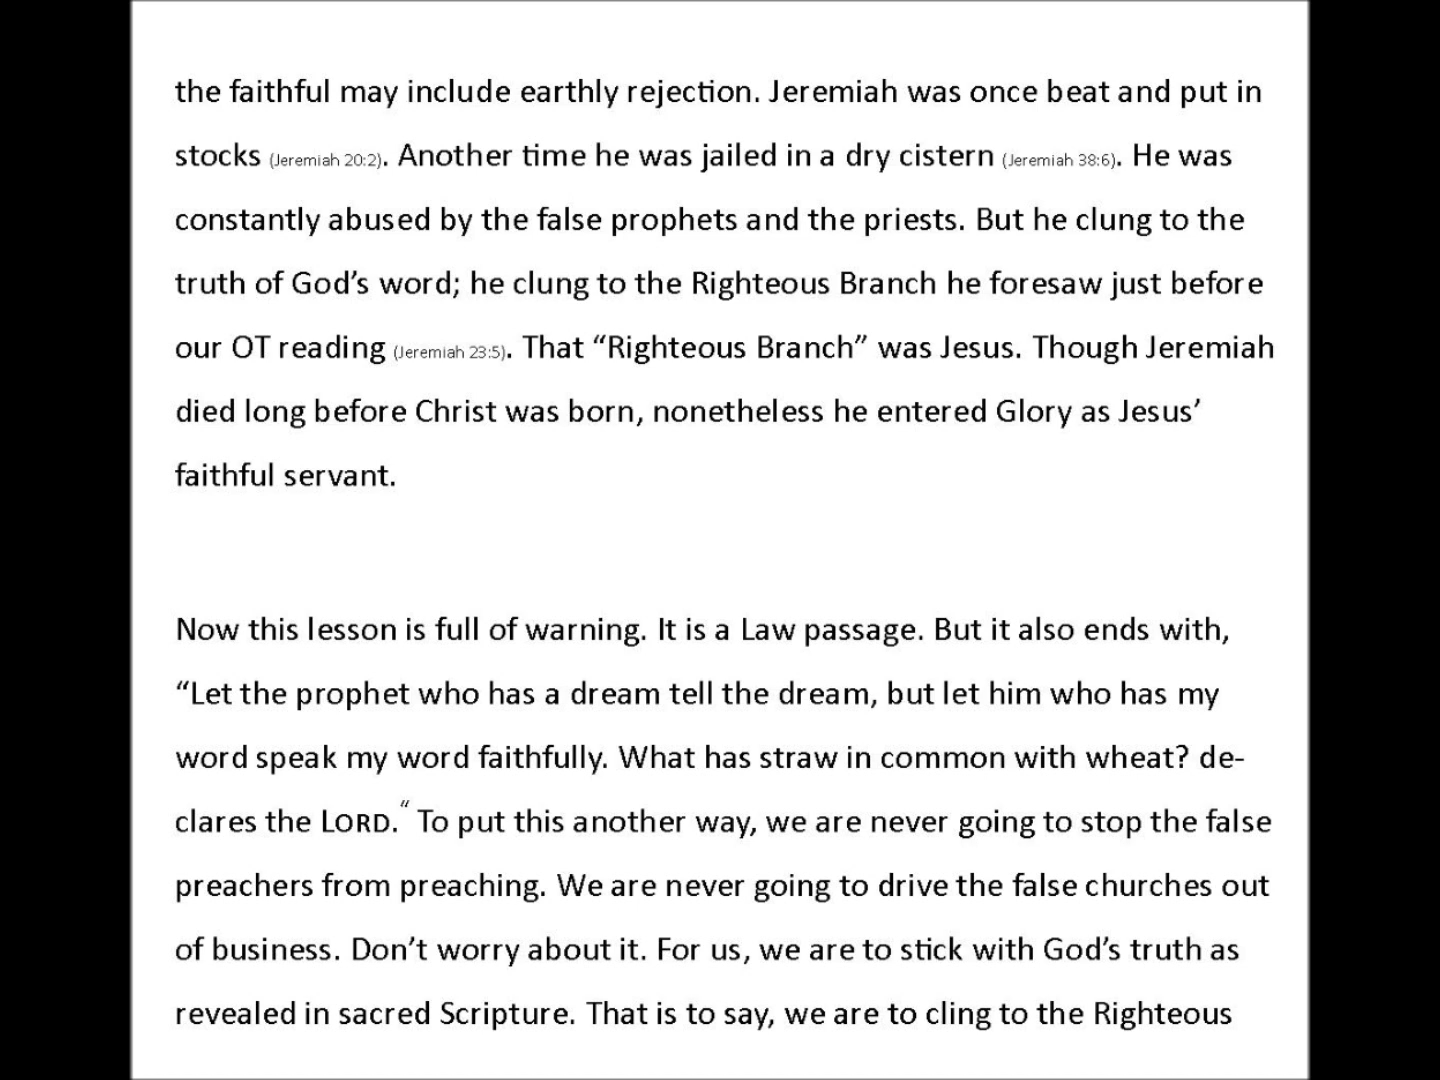 the faithful may include earthly rejection. Jeremiah was once beat and put in
stocks (Jeremiah 20:2). Another time he was jailed in a dry cistern (Jeremiah 38:6). He was
constantly abused by the false prophets and the priests. But he clung to the
truth of God’s word; he clung to the Righteous Branch he foresaw just before
our OT reading (Jeremiah 23:5). That “Righteous Branch” was Jesus. Though Jeremiah
died long before Christ was born, nonetheless he entered Glory as Jesus’
faithful servant.
Now this lesson is full of warning. It is a Law passage. But it also ends with,
“Let the prophet who has a dream tell the dream, but let him who has my
word speak my word faithfully. What has straw in common with wheat? de-
clares the LORD.“ To put this another way, we are never going to stop the false
preachers from preaching. We are never going to drive the false churches out
of business. Don’t worry about it. For us, we are to stick with God’s truth as
revealed in sacred Scripture. That is to say, we are to cling to the Righteous